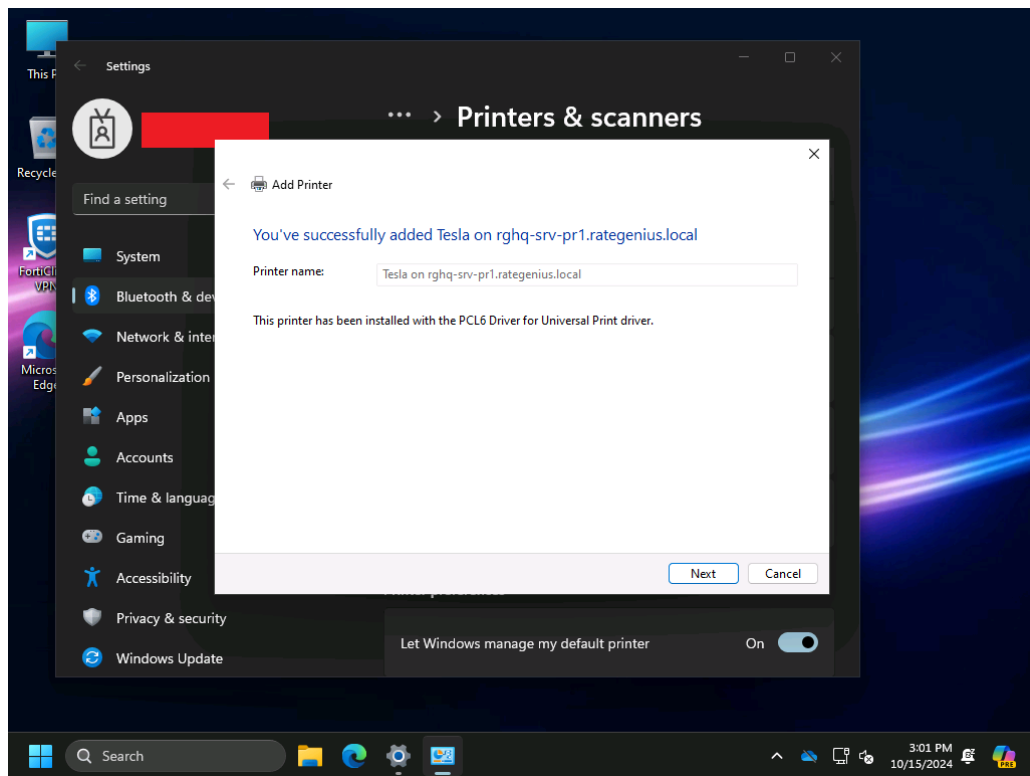 This P
Recycle
FortiCli
VPN
Micros
Edge
Settings
Find a setting
System
Bluetooth & dev
Network & inter
Personalization
Apps
Accounts
Time & languag
Gaming
Accessibility
Privacy & security
Windows Update
... > Printers & scanners
Add Printer
You've successfully added Tesla on rghq-srv-pr1.rategenius.local
Printer name: Tesla on rghq-srv-pr1.rategenius.local
This printer has been installed with the PCL6 Driver for Universal Print driver.
Next Cancel
Let Windows manage my default printer On
Search
3:01 PM
10/15/2024
PRE